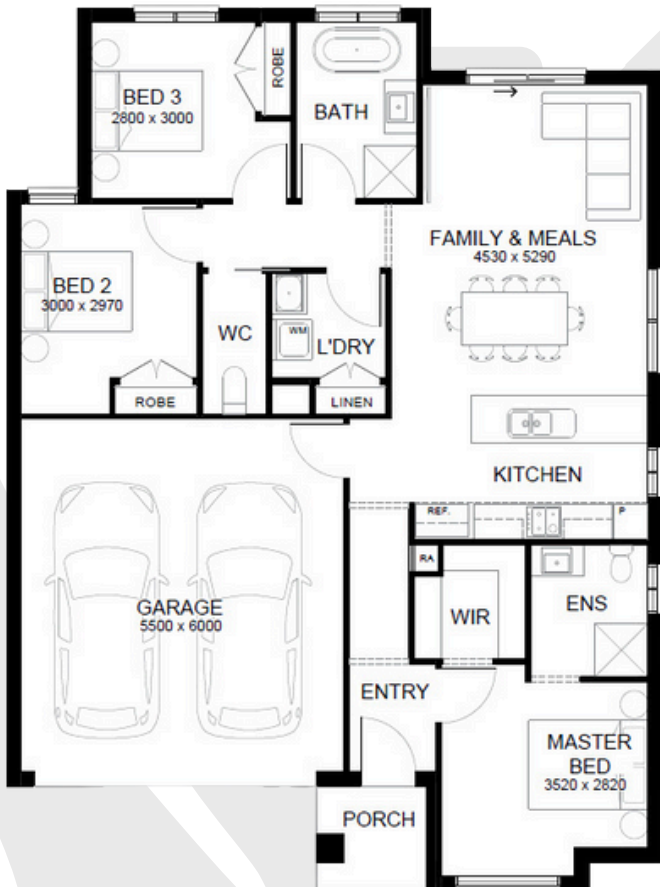 BED 3
2800 x 3000
ROBE
BATH
FAMILY & MEALS
4530 x 5290
BED 2
3000 x 2970
WC
WM
L'DRY
ROBE
LINEN
KITCHEN
REF.
P
RA
WIR
ENS
GARAGE
5500 x 6000
ENTRY
MASTER
BED
3520 x 2820
PORCH